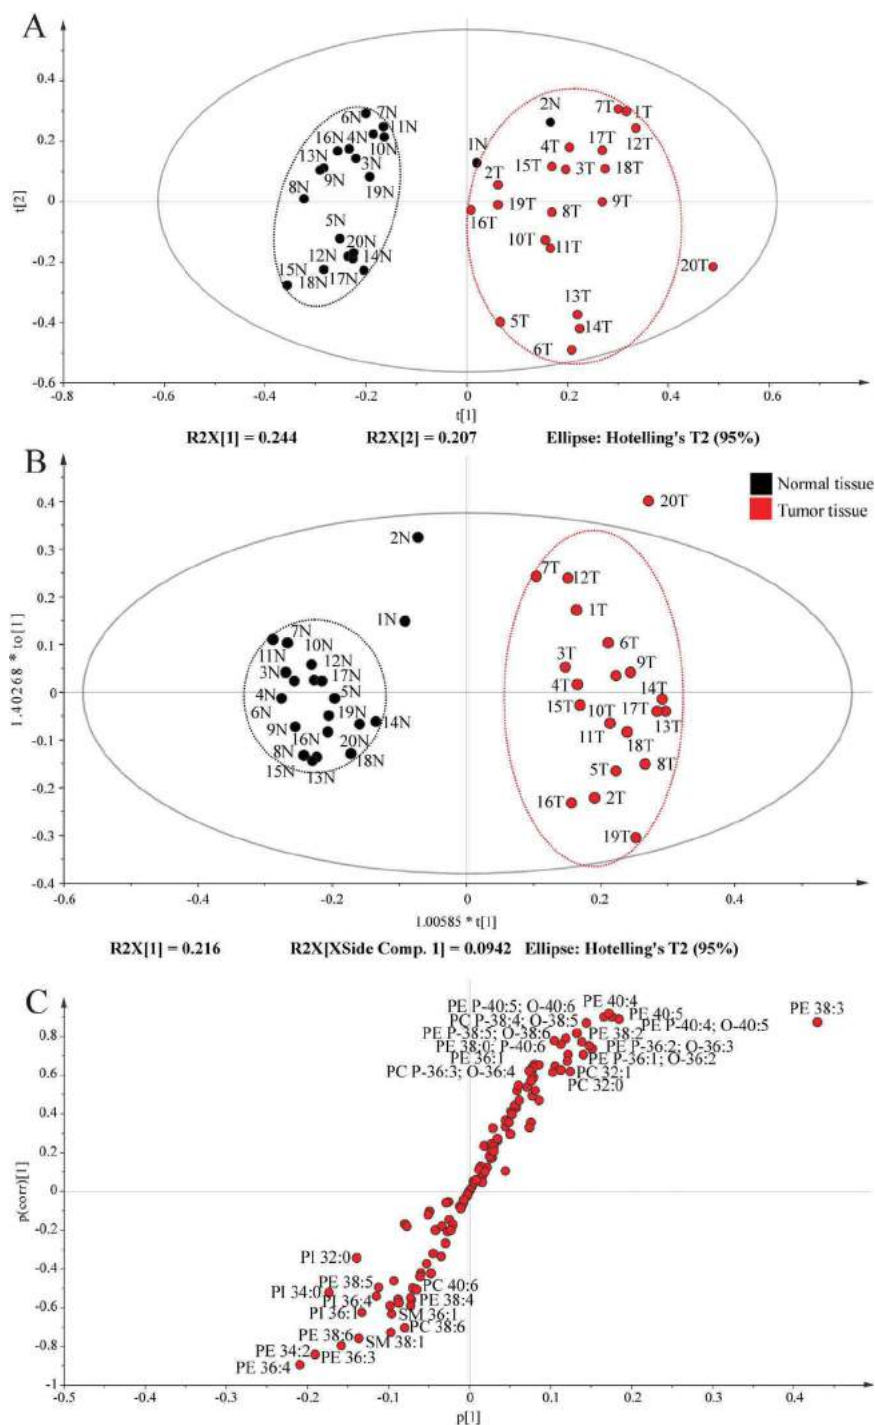 A
0.4
0.2
0
-0.2
-0.4
-0.6
t[2]
6N 7N
11N
16N 4N
10N
13N
3N
9N
19N
8N
5N
20N
12N
14N
15N
17N
18N
2N
7T
1T
12T
1N
4T
17T
15T
3T
18T
2T
19T
8T
9T
16T
10T
11T
20T
13T
5T
14T
6T
-0.8
-0.6
-0.4
-0.2
0
0.2
0.4
0.6
t[1]
R2X[1] = 0.244
R2X[2] = 0.207
Ellipse: Hotelling's T2 (95%)
B
0.4
0.3
0.2
0.1
0
-0.1
-0.2
-0.3
-0.4
1.40268 * to[1]
Normal tissue
Tumor tissue
20T
2N
7T
12T
1N
1T
7N
10N
6T
11N
12N
3T
3N
17N
9T
4N
5N
4T
14T
6N
19N
15T
10T
17T
9N
16N
14N
11T
13T
20N
18T
8N
18N
5T
8T
15N
13N
16T
2T
19T
-0.6
-0.4
-0.2
0
0.2
0.4
1.00585 * t[1]
R2X[1] = 0.216
R2X[XSide Comp. 1] = 0.0942
Ellipse: Hotelling's T2 (95%)
C
0.8
0.6
0.4
0.2
0
-0.2
-0.4
-0.6
-0.8
-1
p(corr)[1]
PE P-40:5; O-40:6
PE 40:4
PE 40:5
PE 38:3
PC P-38:4; O-38:5
PE P-40:4; O-40:5
PE P-38:5; O-38:6
PE 38:2
PE 38:0; P-40:6
PE P-36:2; O-36:3
PE 36:1
PE P-36:1; O-36:2
PC P-36:3; O-36:4
PC 32:1
PC 32:0
PI 32:0
PE 38:5
PC 40:6
PI 34:0
PI 36:4
PE 38:4
PI 36:1
SM 36:1
PE 38:6
PC 38:6
SM 38:1
PE 34:2
PE 36:3
PE 36:4
-0.5
-0.4
-0.3
-0.2
-0.1
0
0.1
0.2
0.3
0.4
p[1]